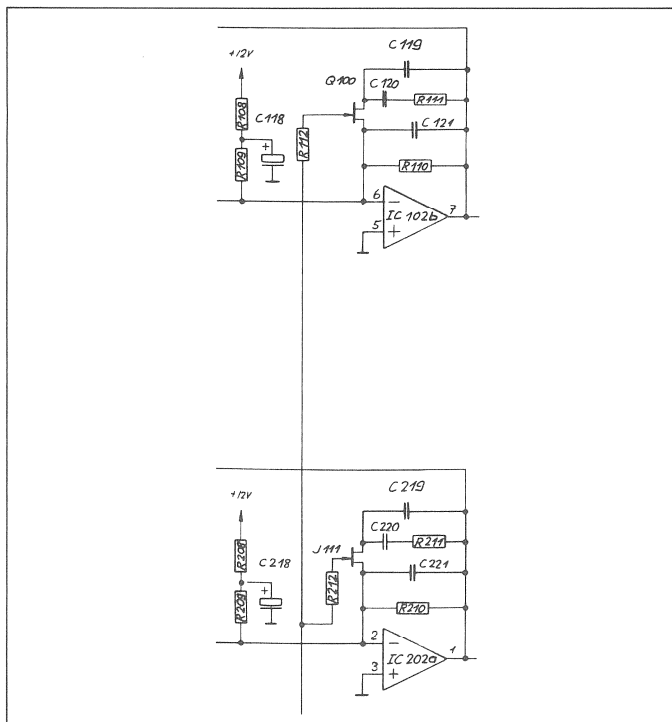 +12V
C119
Q100
C120
R111
R108
C118
R112
C121
+
R109
R110
6
−
IC 102b
7
5
+
+12V
C219
C220
R211
J111
R208
C218
C221
R212
+
R209
R210
2
−
IC 202a
1
3
+